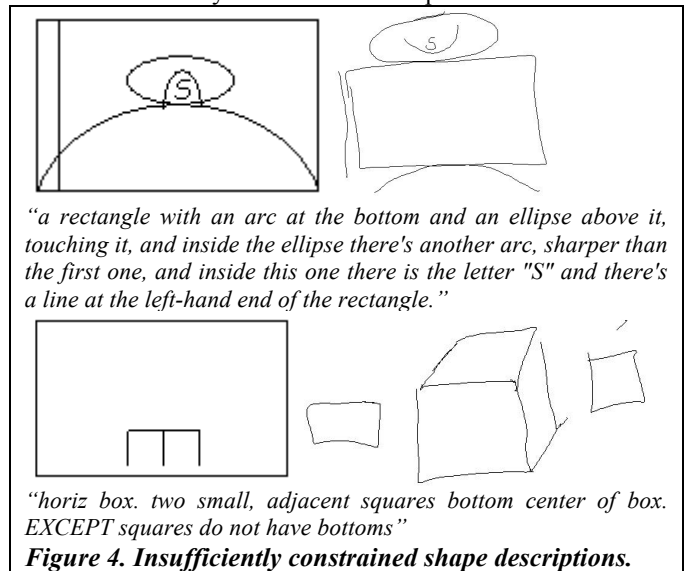 S
S
“a rectangle with an arc at the bottom and an ellipse above it,
touching it, and inside the ellipse there's another arc, sharper than
the first one, and inside this one there is the letter "S" and there's
a line at the left-hand end of the rectangle.”
“horiz box. two small, adjacent squares bottom center of box.
EXCEPT squares do not have bottoms”
Figure 4. Insufficiently constrained shape descriptions.